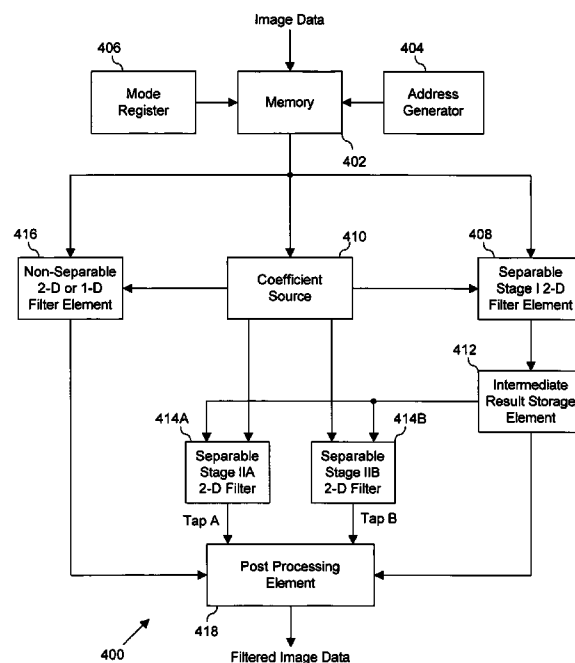 Image Data
406
Mode
Register
Memory
404
Address
Generator
402
416
Non-Separable
2-D or 1-D
Filter Element
410
Coefficient
Source
408
Separable
Stage I 2-D
Filter Element
412
Intermediate
Result Storage
Element
414A
Separable
Stage IIA
2-D Filter
414B
Separable
Stage IIB
2-D Filter
Tap A
Tap B
Post Processing
Element
418
400
Filtered Image Data